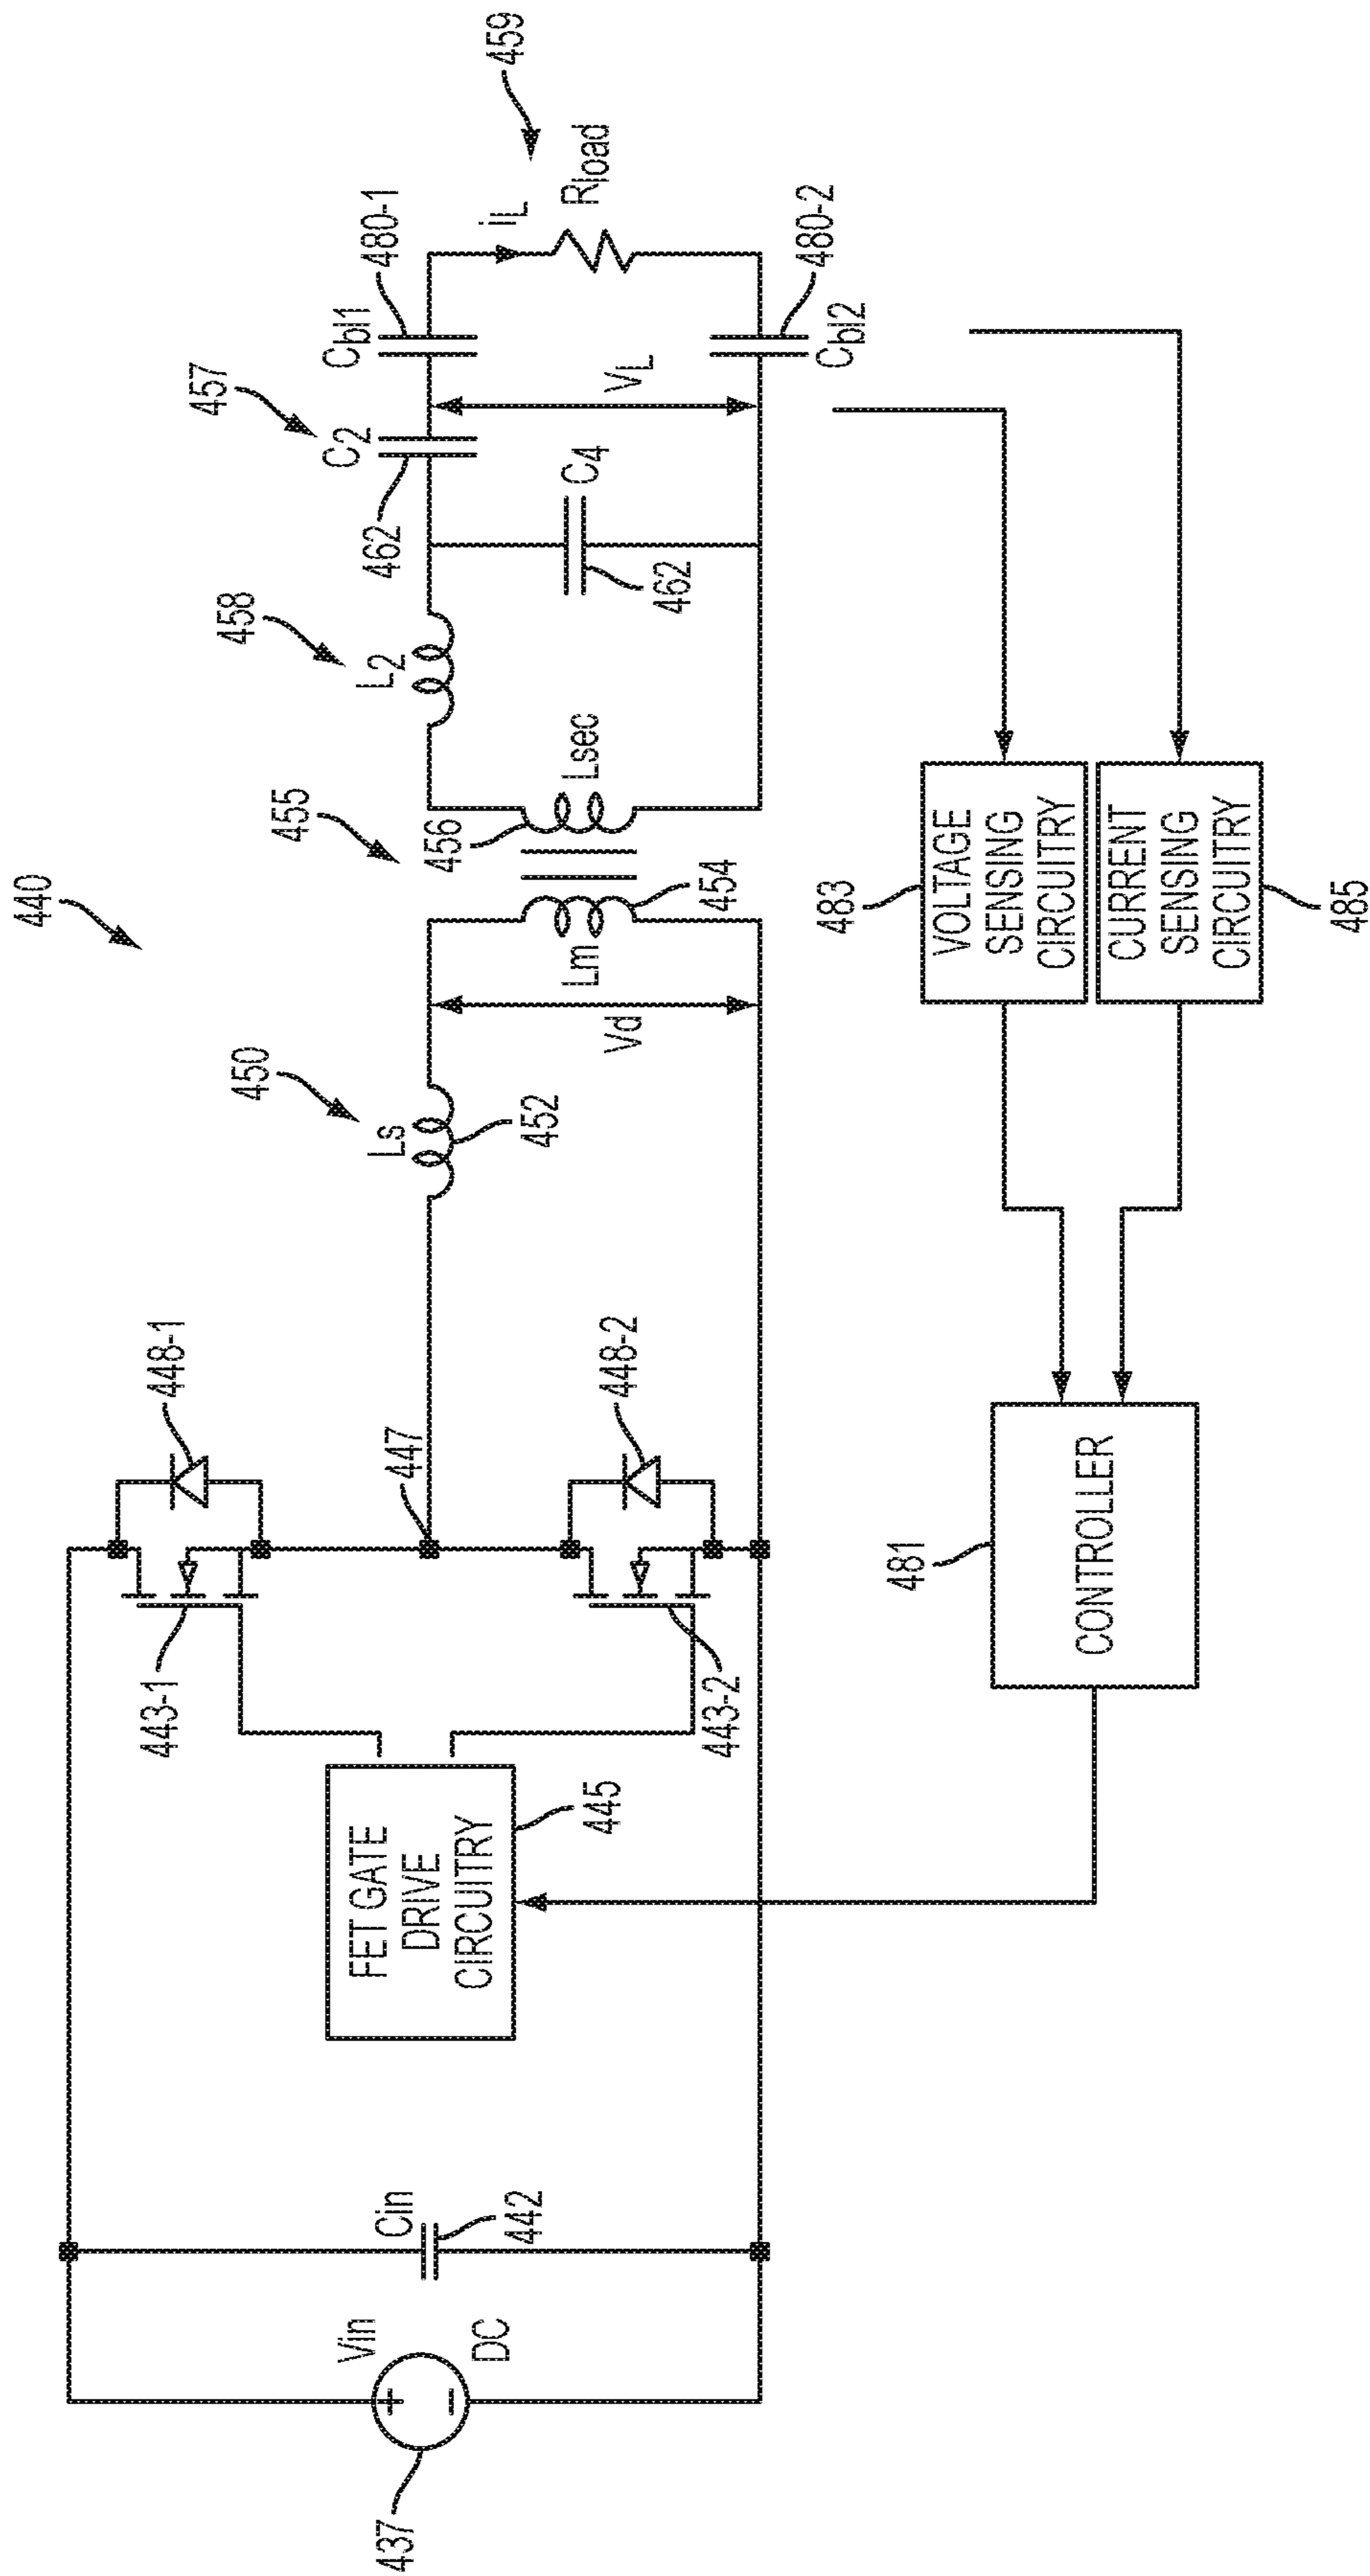 440
459
457
480-1
458
455
450
C2
Cbl1
iL
Rload
462
L2
C4
VL
462
Cbl2
480-2
456
Lsec
454
Lm
Vd
Ls
452
448-1
447
448-2
443-1
443-2
FET GATE
DRIVE
CIRCUITRY
445
Cin
442
Vin
+
−
DC
437
VOLTAGE
SENSING
CIRCUITRY
483
CURRENT
SENSING
CIRCUITRY
485
481
CONTROLLER